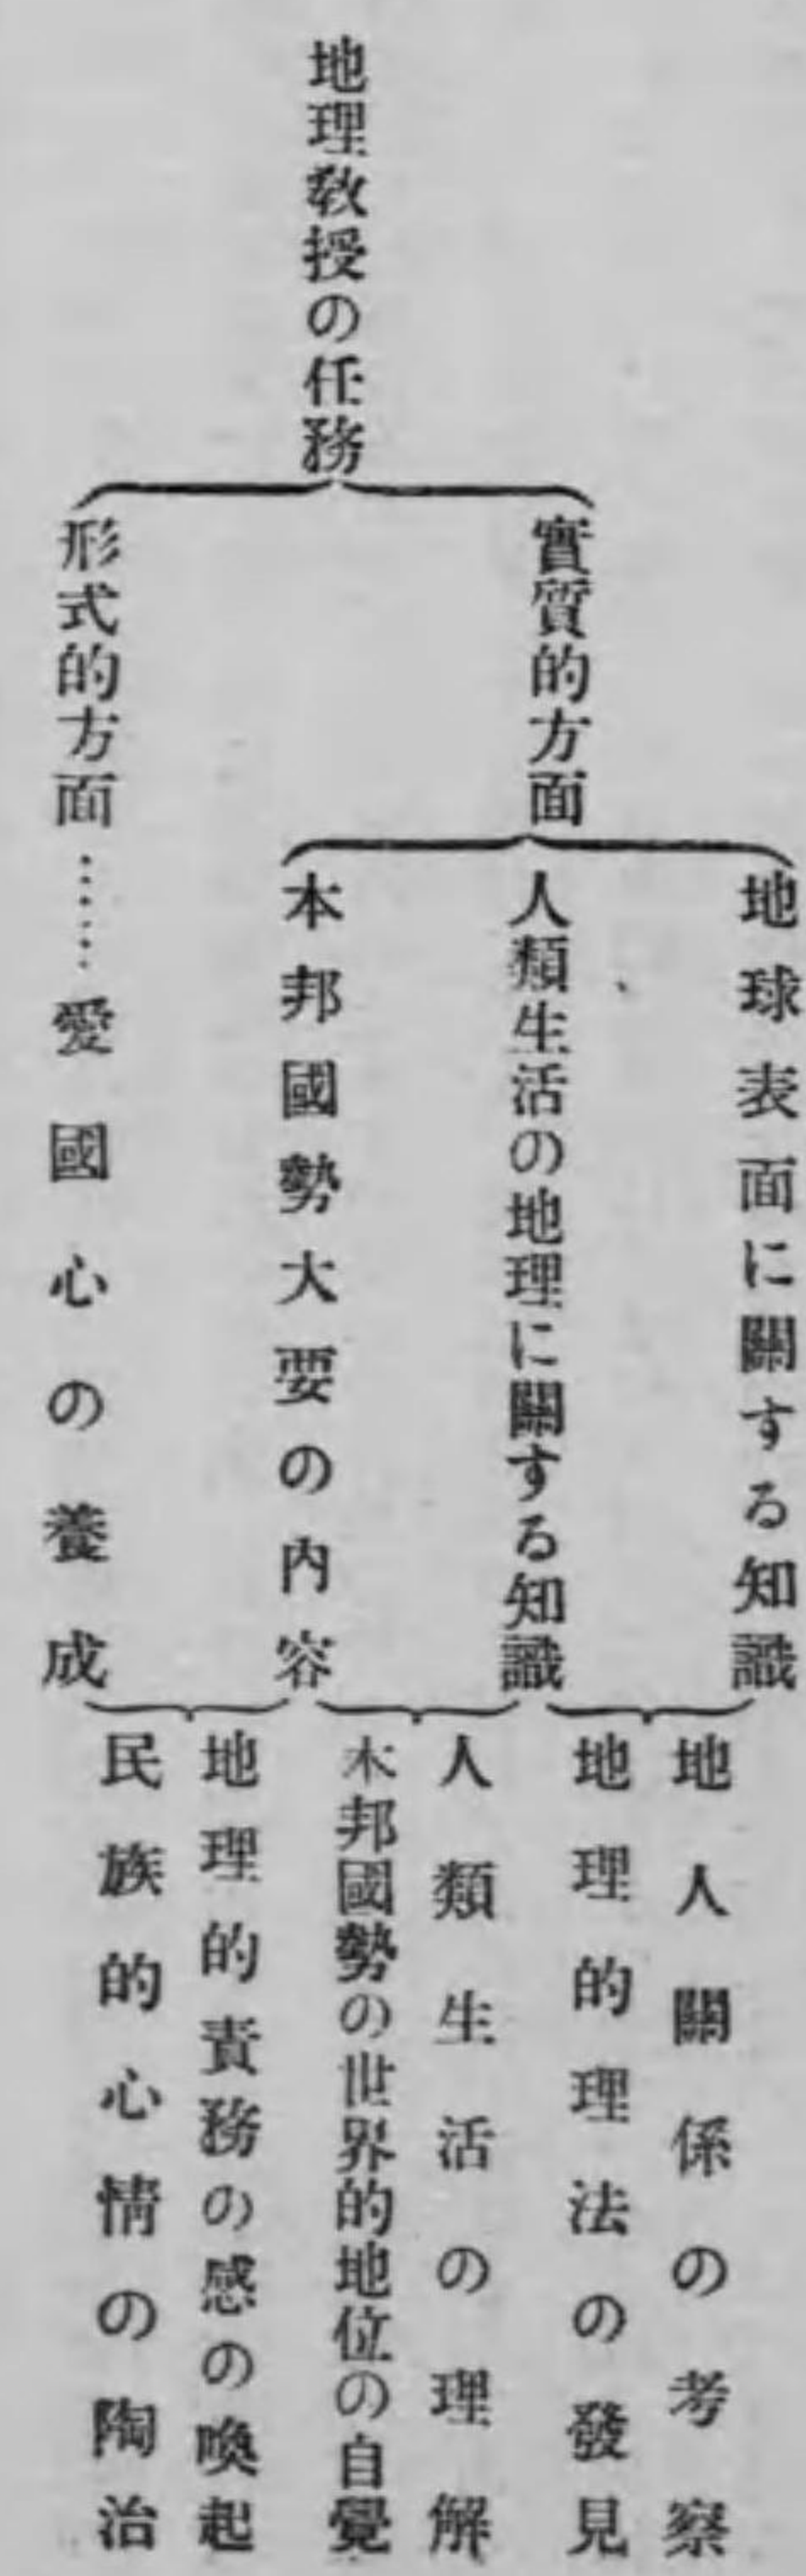 地理敎授の任務
實質的方面
地球表面に關する知識
人類生活の地理に關する知識
本邦國勢大要の內容
形式的方面……愛國心の養成
地人關係の考察
地理的理法の發見
人類生活の理解
本邦國勢の世界的地位の自覺
地理的責務の感の喚起
民族的心情の陶治